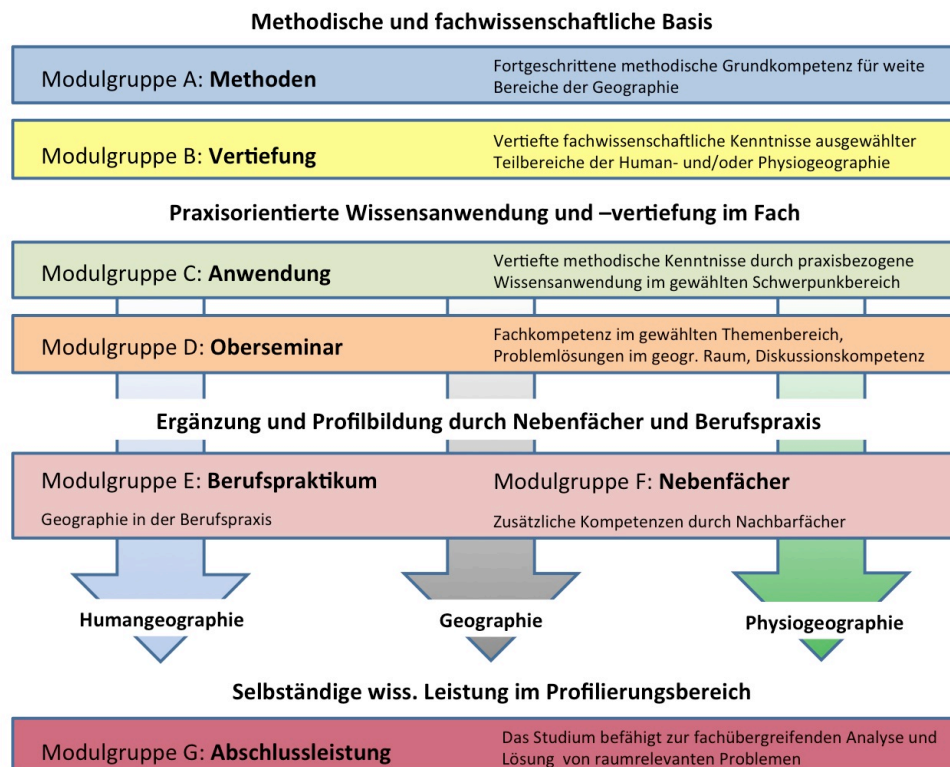 Methodische und fachwissenschaftliche Basis
Modulgruppe A: Methoden
Fortgeschrittene methodische Grundkompetenz für weite
Bereiche der Geographie
Modulgruppe B: Vertiefung
Vertiefte fachwissenschaftliche Kenntnisse ausgewählter
Teilbereiche der Human- und/oder Physiogeographie
Praxisorientierte Wissensanwendung und –vertiefung im Fach
Modulgruppe C: Anwendung
Vertiefte methodische Kenntnisse durch praxisbezogene
Wissensanwendung im gewählten Schwerpunkbereich
Modulgruppe D: Oberseminar
Fachkompetenz im gewählten Themenbereich,
Problemlösungen im geogr. Raum, Diskussionskompetenz
Ergänzung und Profilbildung durch Nebenfächer und Berufspraxis
Modulgruppe E: Berufspraktikum
Geographie in der Berufspraxis
Modulgruppe F: Nebenfächer
Zusätzliche Kompetenzen durch Nachbarfächer
Humangeographie
Geographie
Physiogeographie
Selbständige wiss. Leistung im Profilierungsbereich
Modulgruppe G: Abschlussleistung
Das Studium befähigt zur fachübergreifenden Analyse und
Lösung von raumrelevanten Problemen